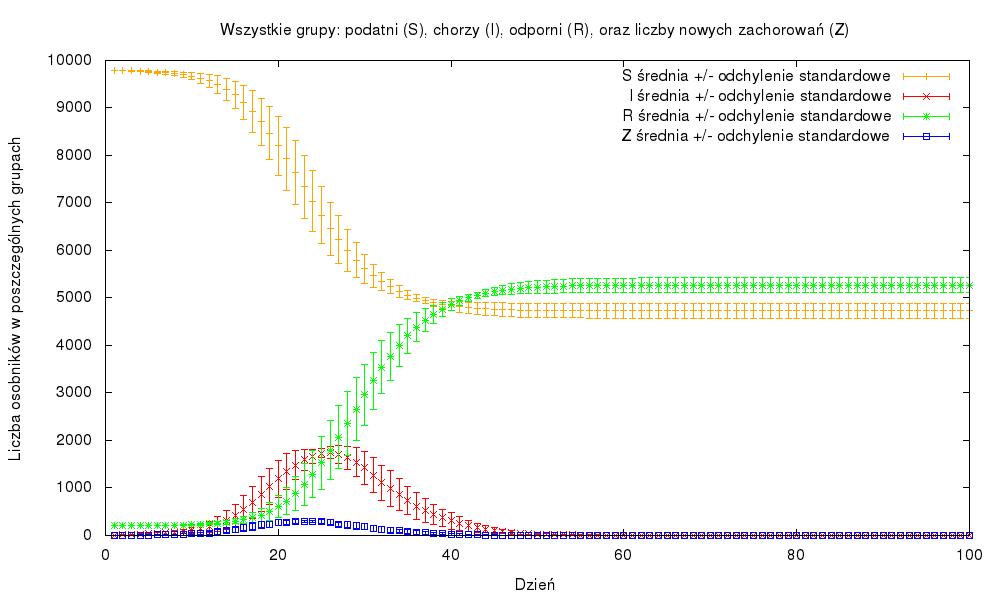 Wszystkie grupy: podatni (S), chorzy (I), odporni (R), oraz liczby nowych zachorowań (Z)
Liczba osobników w poszczególnych grupach
10000
9000
8000
7000
6000
5000
4000
3000
2000
1000
0
S średnia +/- odchylenie standardowe
I średnia +/- odchylenie standardowe
R średnia +/- odchylenie standardowe
Z średnia +/- odchylenie standardowe
0 20 40 60 80 100
Dzień